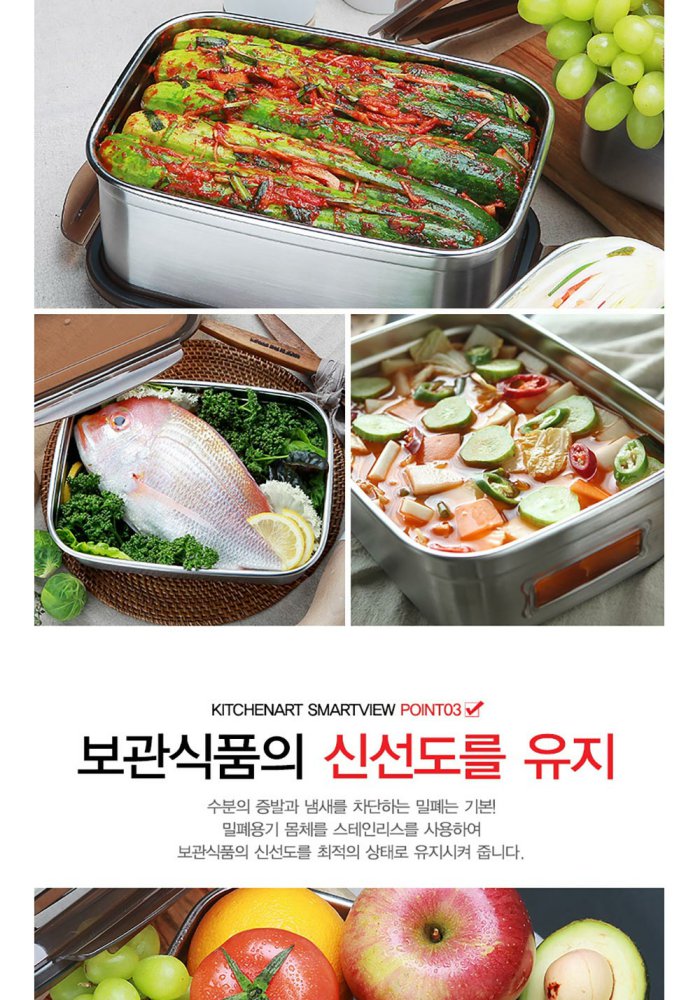 KITCHENART SMARTVIEW POINT03
보관식품의 신선도를 유지
수분의 증발과 냄새를 차단하는 밀폐는 기본!
밀폐용기 몸체를 스테인리스를 사용하여
보관식품의 신선도를 최적의 상태로 유지시켜 줍니다.